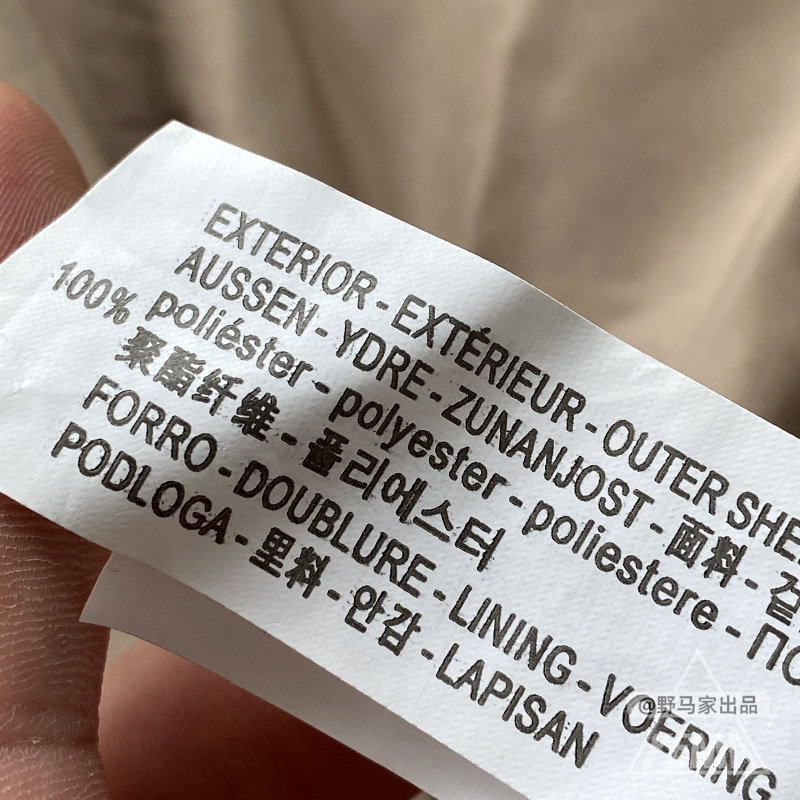 EXTERIOR - EXTÉRIEUR - OUTER SHE
AUSSEN - YDRE - ZUNANJOST - 面料 - 겉
100% poliéster - polyester - poliestere - ПО
聚酯纤维 - 폴리에스터
FORRO - DOUBLURE - LINING - VOERING
PODLOGA - 里料 - 안감 - LAPISAN
@野马家出品